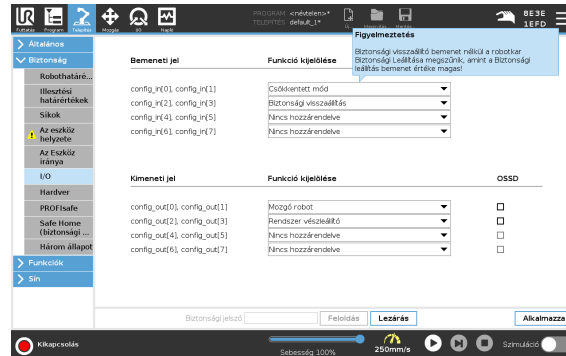 Futtatás Program Telepítés Mozgás I/O Napló
PROGRAM <névtelen>*
TELEPÍTÉS default_1*
8E3E
1EFD
Figyelmeztetés
Biztonsági visszaállító bemenet nélkül a robotkar
Biztonsági Leállítása megszűnik, amint a Biztonsági
leállítás bemenet értéke magas!
Általános
Biztonság
Robothatáré...
Illesztési
határértékek
Síkok
Az eszköz
helyzete
Az Eszköz
iránya
I/O
Hardver
PROFIsafe
Safe Home
(biztonsági ...
Három állapot
Funkciók
Sín
Bemeneti jel Funkció kijelölése
config_in[0], config_in[1] Csökkentett mód
config_in[2], config_in[3] Biztonsági visszaállítás
config_in[4], config_in[5] Nincs hozzárendelve
config_in[6], config_in[7] Nincs hozzárendelve
Kimeneti jel Funkció kijelölése OSSD
config_out[0], config_out[1] Mozgó robot
config_out[2], config_out[3] Rendszer vészleállító
config_out[4], config_out[5] Nincs hozzárendelve
config_out[6], config_out[7] Nincs hozzárendelve
Biztonsági jelszó Feloldás Lezárás Alkalmazza
Kikapcsolás
Sebesség 100%
250mm/s
Szimuláció